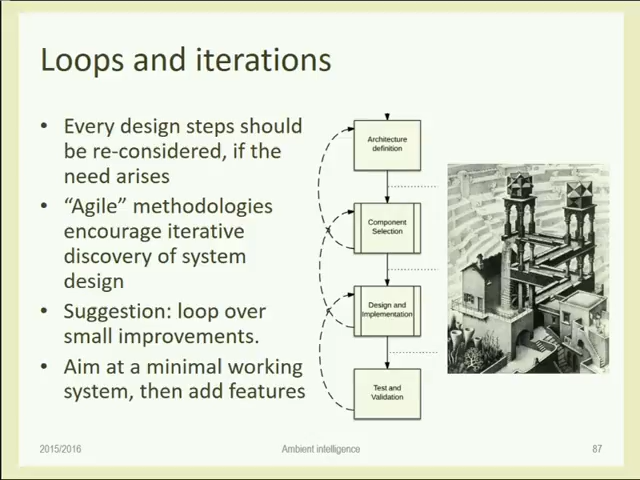 Loops and iterations
• Every design steps should
be re-considered, if the
need arises
• “Agile” methodologies
encourage iterative
discovery of system
design
• Suggestion: loop over
small improvements.
• Aim at a minimal working
system, then add features
Architecture
definition
Component
Selection
Design and
Implementation
Test and
Validation
2015/2016
Ambient intelligence
87